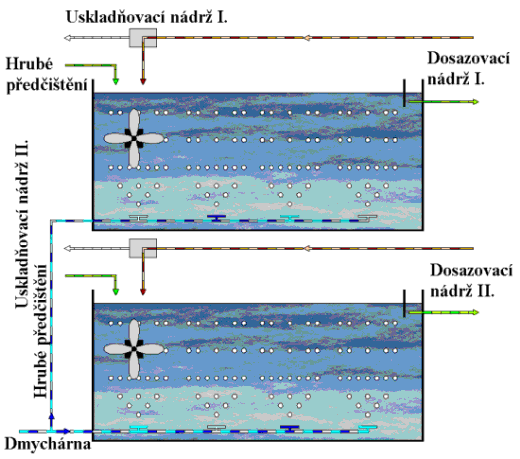 Uskladňovací nádrž I.
Hrubé
předčištění
Dosazovací
nádrž I.
Uskladňovací nádrž II.
Hrubé předčištění
Dosazovací
nádrž II.
Dmychárna